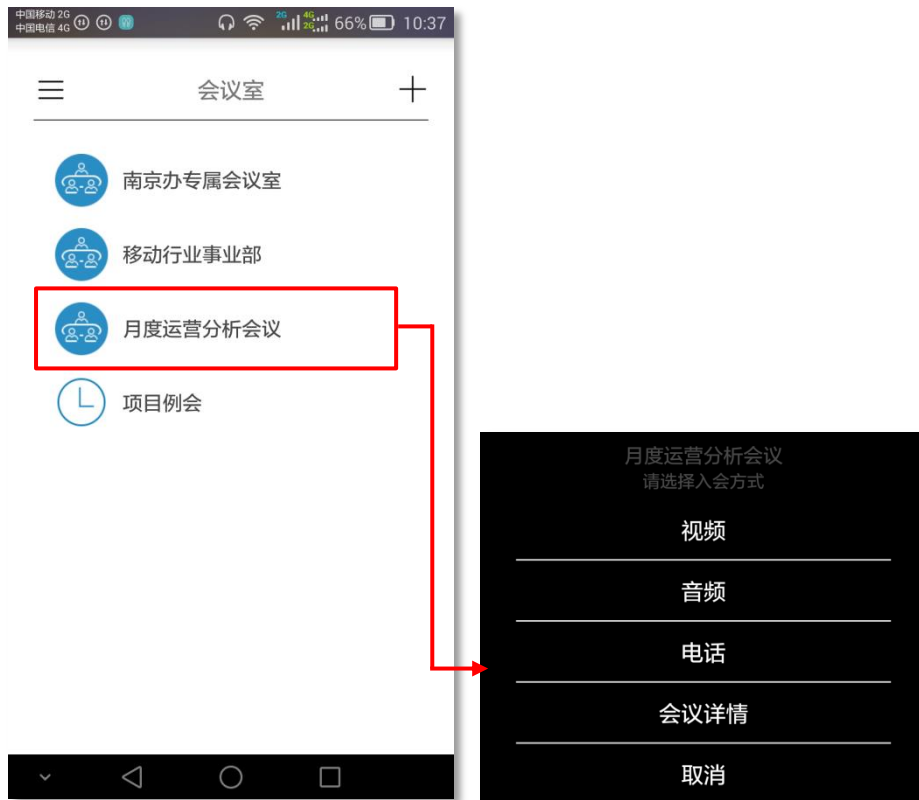 中国移动 2G
中国电信 4G
2G 4G 2G 66% 10:37
会议室
南京办专属会议室
移动行业事业部
月度运营分析会议
项目例会
月度运营分析会议
请选择入会方式
视频
音频
电话
会议详情
取消